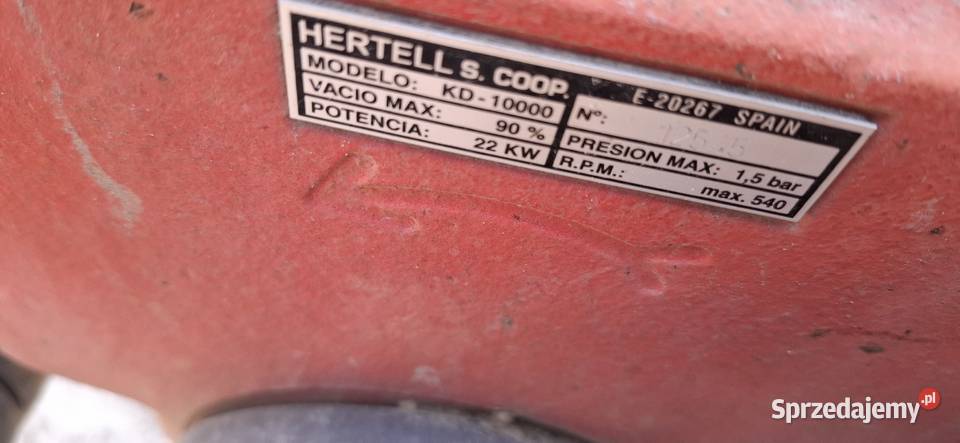 HERTELL S. COOP. E-20267 SPAIN
MODELO: KD-10000 Nº:
VACIO MAX: 90 % PRESION MAX: 1,5 bar
POTENCIA: 22 KW R.P.M.: max. 540
Sprzedajemy.pl